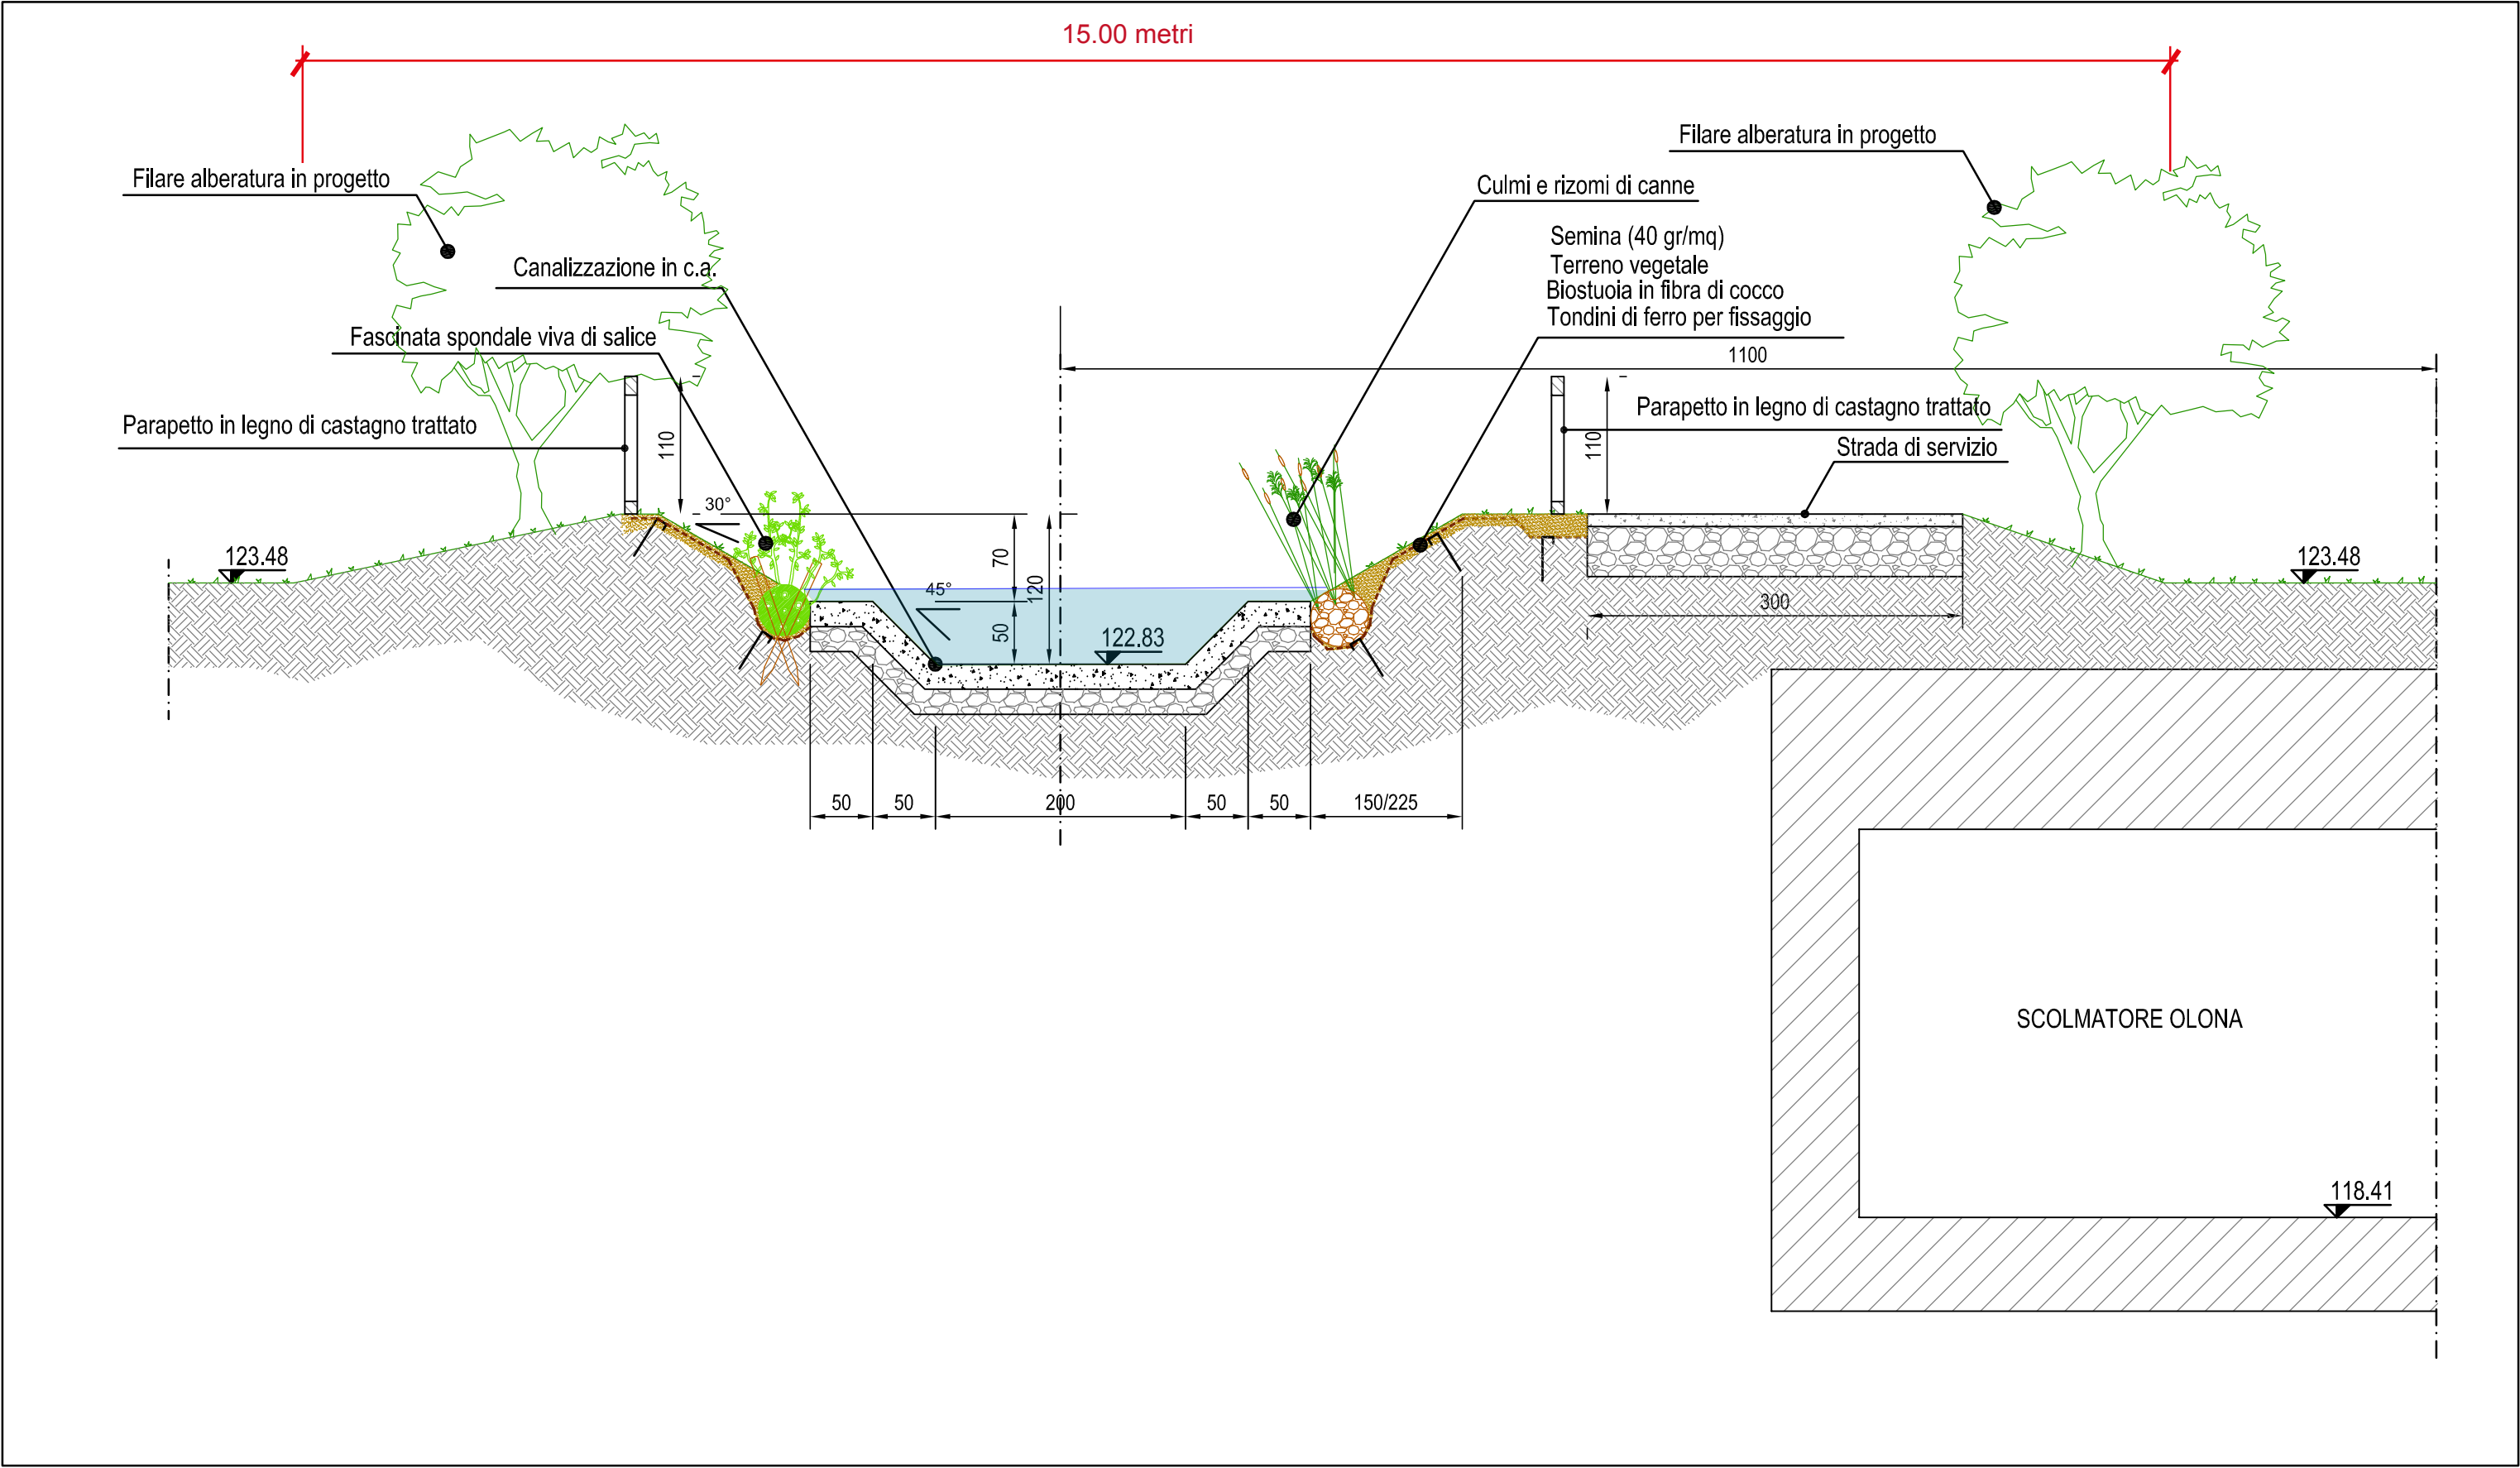 15.00 metri
Filare alberatura in progetto
Filare alberatura in progetto
Culmi e rizomi di canne
Semina (40 gr/mq)
Terreno vegetale
Biostuoia in fibra di cocco
Tondini di ferro per fissaggio
Canalizzazione in c.a.
Fascinata spondale viva di salice
1100
Parapetto in legno di castagno trattato
110
110
Parapetto in legno di castagno trattato
Strada di servizio
30°
70
120
123.48
123.48
45°
50
122.83
300
50
50
200
50
50
150/225
SCOLMATORE OLONA
118.41